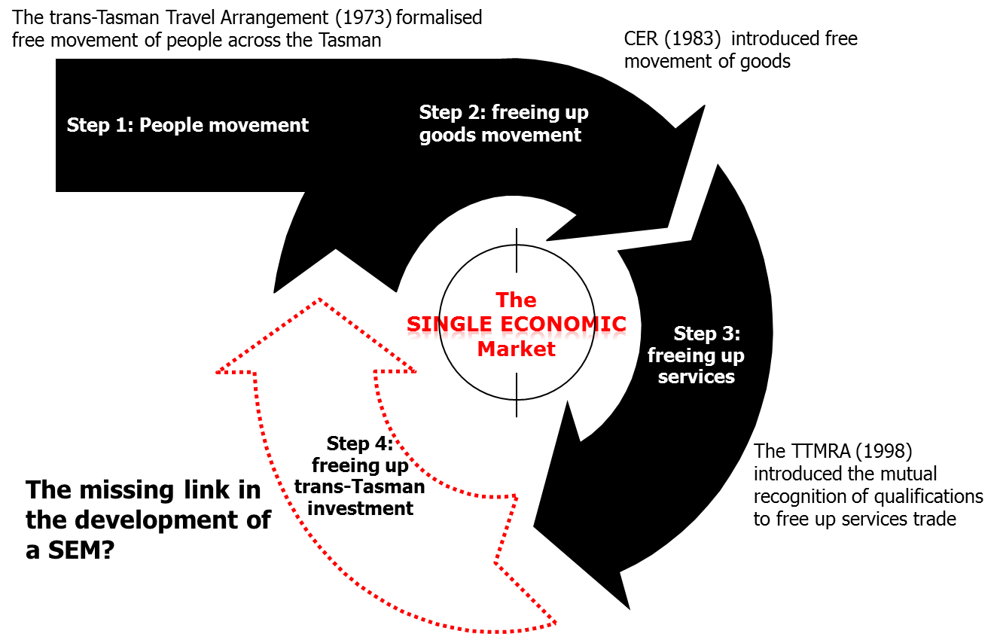 The trans-Tasman Travel Arrangement (1973) formalised
free movement of people across the Tasman
CER (1983) introduced free
movement of goods
Step 1: People movement
Step 2: freeing up
goods movement
The
SINGLE ECONOMIC
Market
Step 3:
freeing up
services
The TTMRA (1998)
introduced the mutual
recognition of qualifications
to free up services trade
Step 4:
freeing up
trans-Tasman
investment
The missing link in
the development of
a SEM?